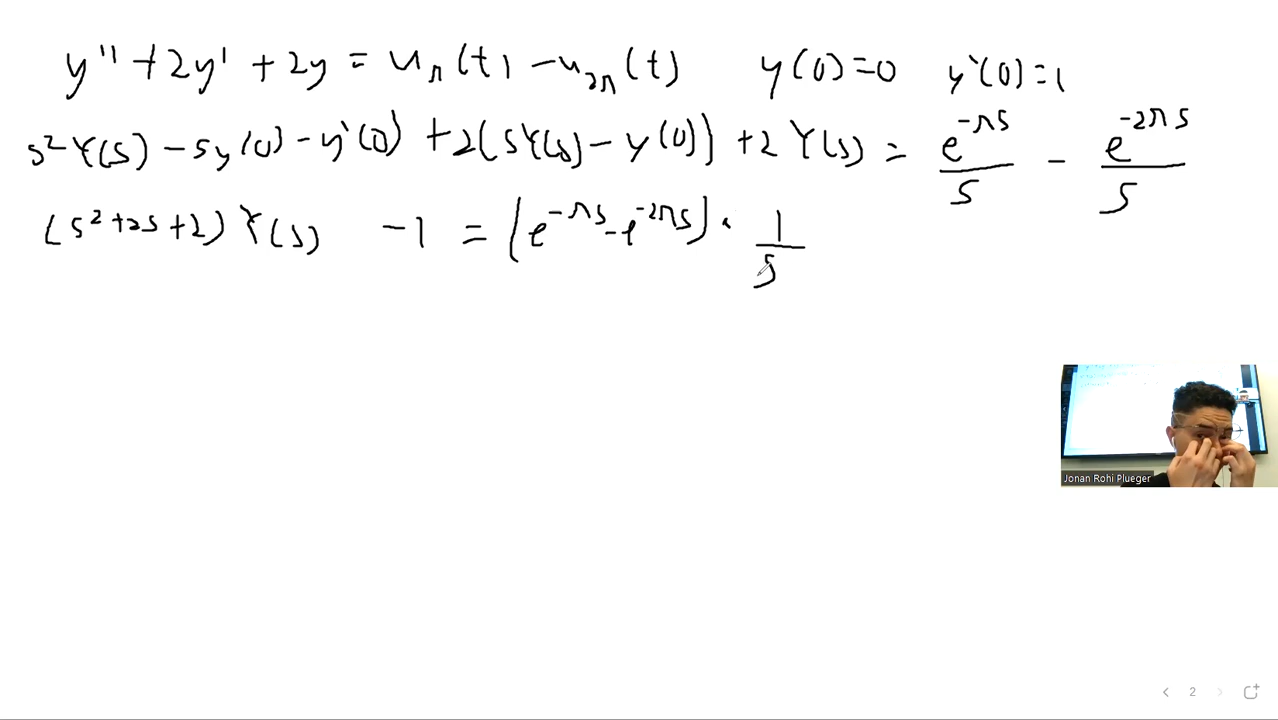 y'' + 2y' + 2y = u_π(t) - u_2π(t) y(0)=0 y'(0)=1
s²Y(s) - sy(0) - y'(0) + 2(sY(s) - y(0)) + 2Y(s) = e^{-πs}/s - e^{-2πs}/s
(s²+2s+2)Y(s) -1 = (e^{-πs} - e^{-2πs}) · 1/s
Jonan Rohi Plueger
2